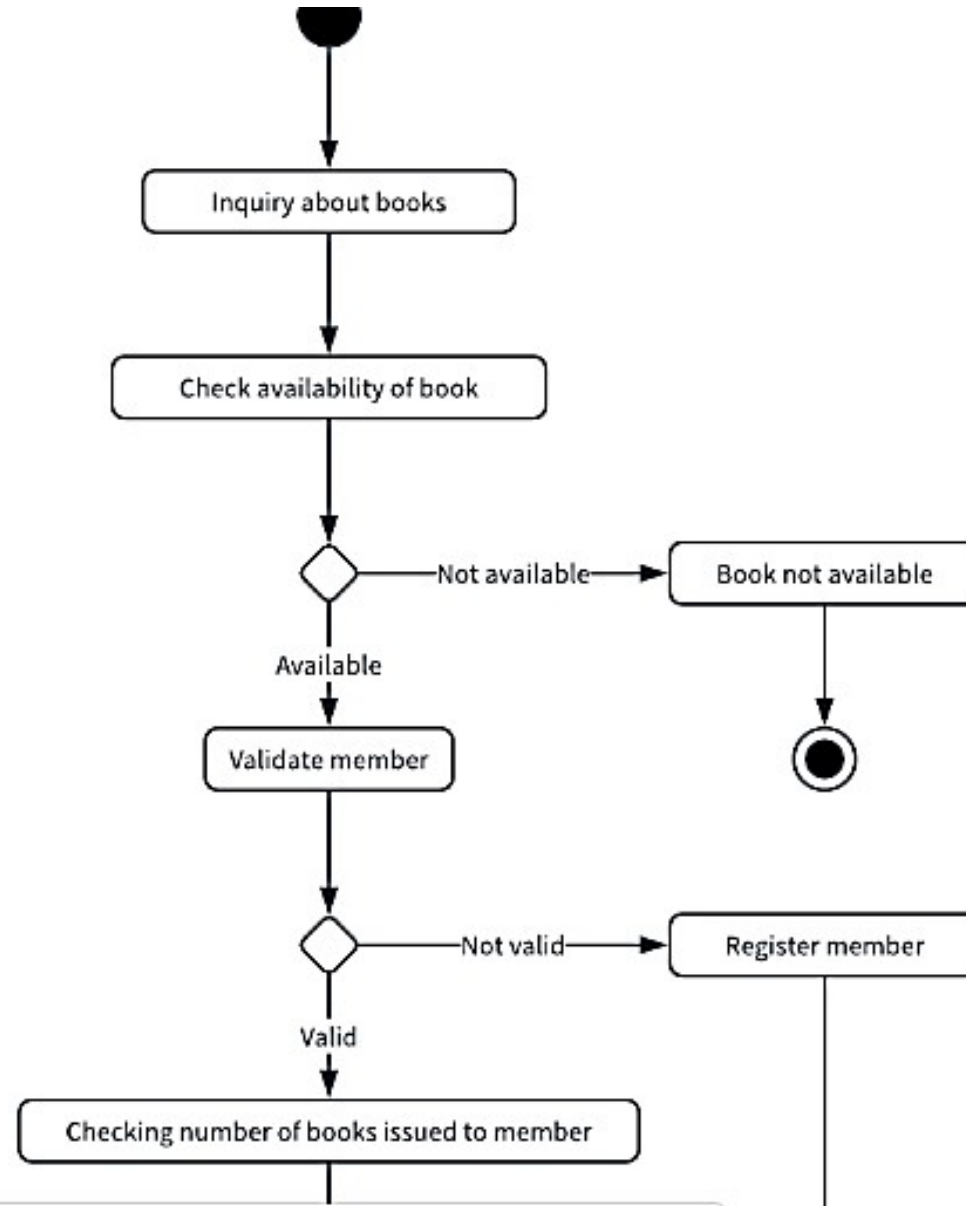 Inquiry about books
Check availability of book
Not available
Book not available
Available
Validate member
Not valid
Register member
Valid
Checking number of books issued to member